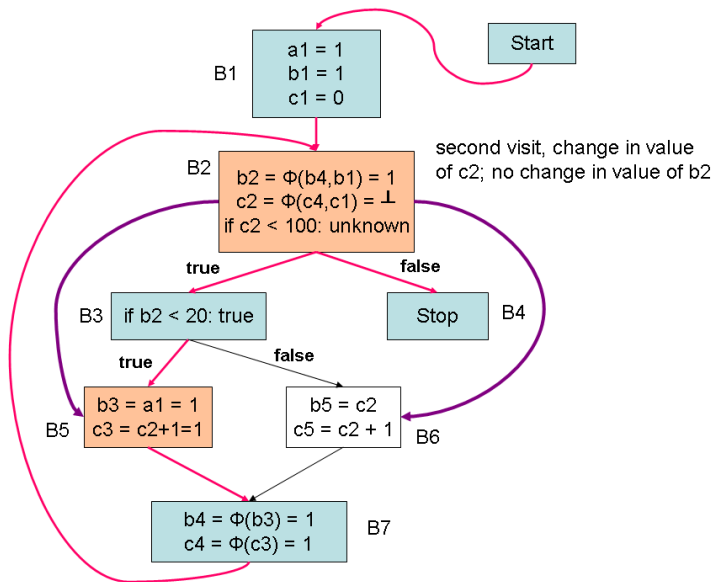 Start
B1
a1 = 1
b1 = 1
c1 = 0
second visit, change in value
of c2; no change in value of b2
B2
b2 = Φ(b4,b1) = 1
c2 = Φ(c4,c1) = ⊥
if c2 < 100: unknown
true
false
B3
if b2 < 20: true
Stop
B4
true
false
B5
b3 = a1 = 1
c3 = c2+1=1
b5 = c2
c5 = c2 + 1
B6
b4 = Φ(b3) = 1
c4 = Φ(c3) = 1
B7